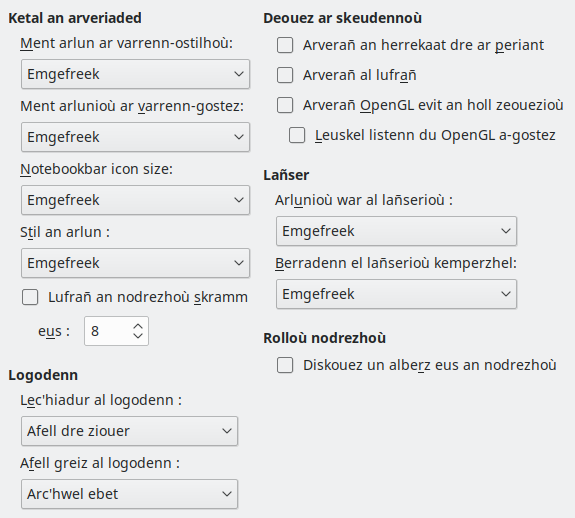 Ketal an arveriaded
Ment arlun ar varrenn-ostilhoù:
Emgefreek
Ment arlunioù ar varrenn-gostez:
Emgefreek
Notebookbar icon size:
Emgefreek
Stil an arlun :
Emgefreek
Lufrañ an nodrezhoù skramm
eus : 8
Logodenn
Lec'hiadur al logodenn :
Afell dre ziouer
Afell greiz al logodenn :
Arc'hwel ebet
Deouez ar skeudennoù
Arverañ an herrekaat dre ar periant
Arverañ al lufrañ
Arverañ OpenGL evit an holl zeouezioù
Leuskel listenn du OpenGL a-gostez
Lañser
Arlunioù war al lañserioù :
Emgefreek
Berradenn el lañserioù kemperzhel:
Emgefreek
Rolloù nodrezhoù
Diskouez un alberz eus an nodrezhoù